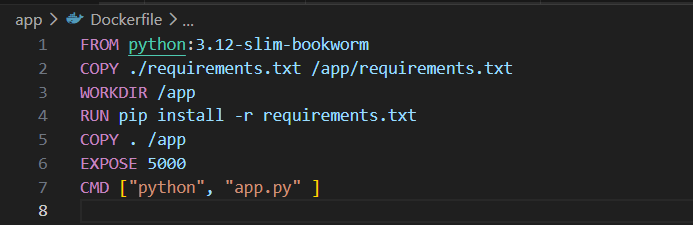 app > Dockerfile > ...
1 FROM python:3.12-slim-bookworm
2 COPY ./requirements.txt /app/requirements.txt
3 WORKDIR /app
4 RUN pip install -r requirements.txt
5 COPY . /app
6 EXPOSE 5000
7 CMD ["python", "app.py" ]
8